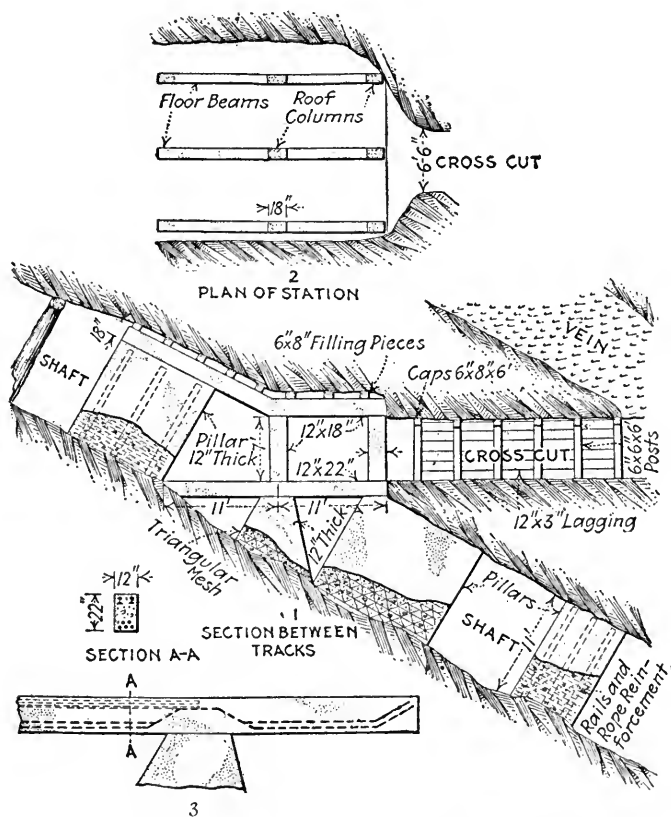 Floor Beams
Roof
Columns
6'6"
CROSS CUT
18"
2
PLAN OF STATION
18"
SHAFT
6"x8" Filling Pieces
Caps 6"x8"x6'
VEIN
Pillar
12" Thick
12"x18"
12"x22"
CROSS CUT
6"x6"x6'
Posts
11'
11'
12" Thick
12"x3" Lagging
Triangular
Mesh
12"
22"
SECTION A-A
1
SECTION BETWEEN
TRACKS
Pillars
SHAFT
11'
Rails and
Rope Rein-
forcement
A
A
3